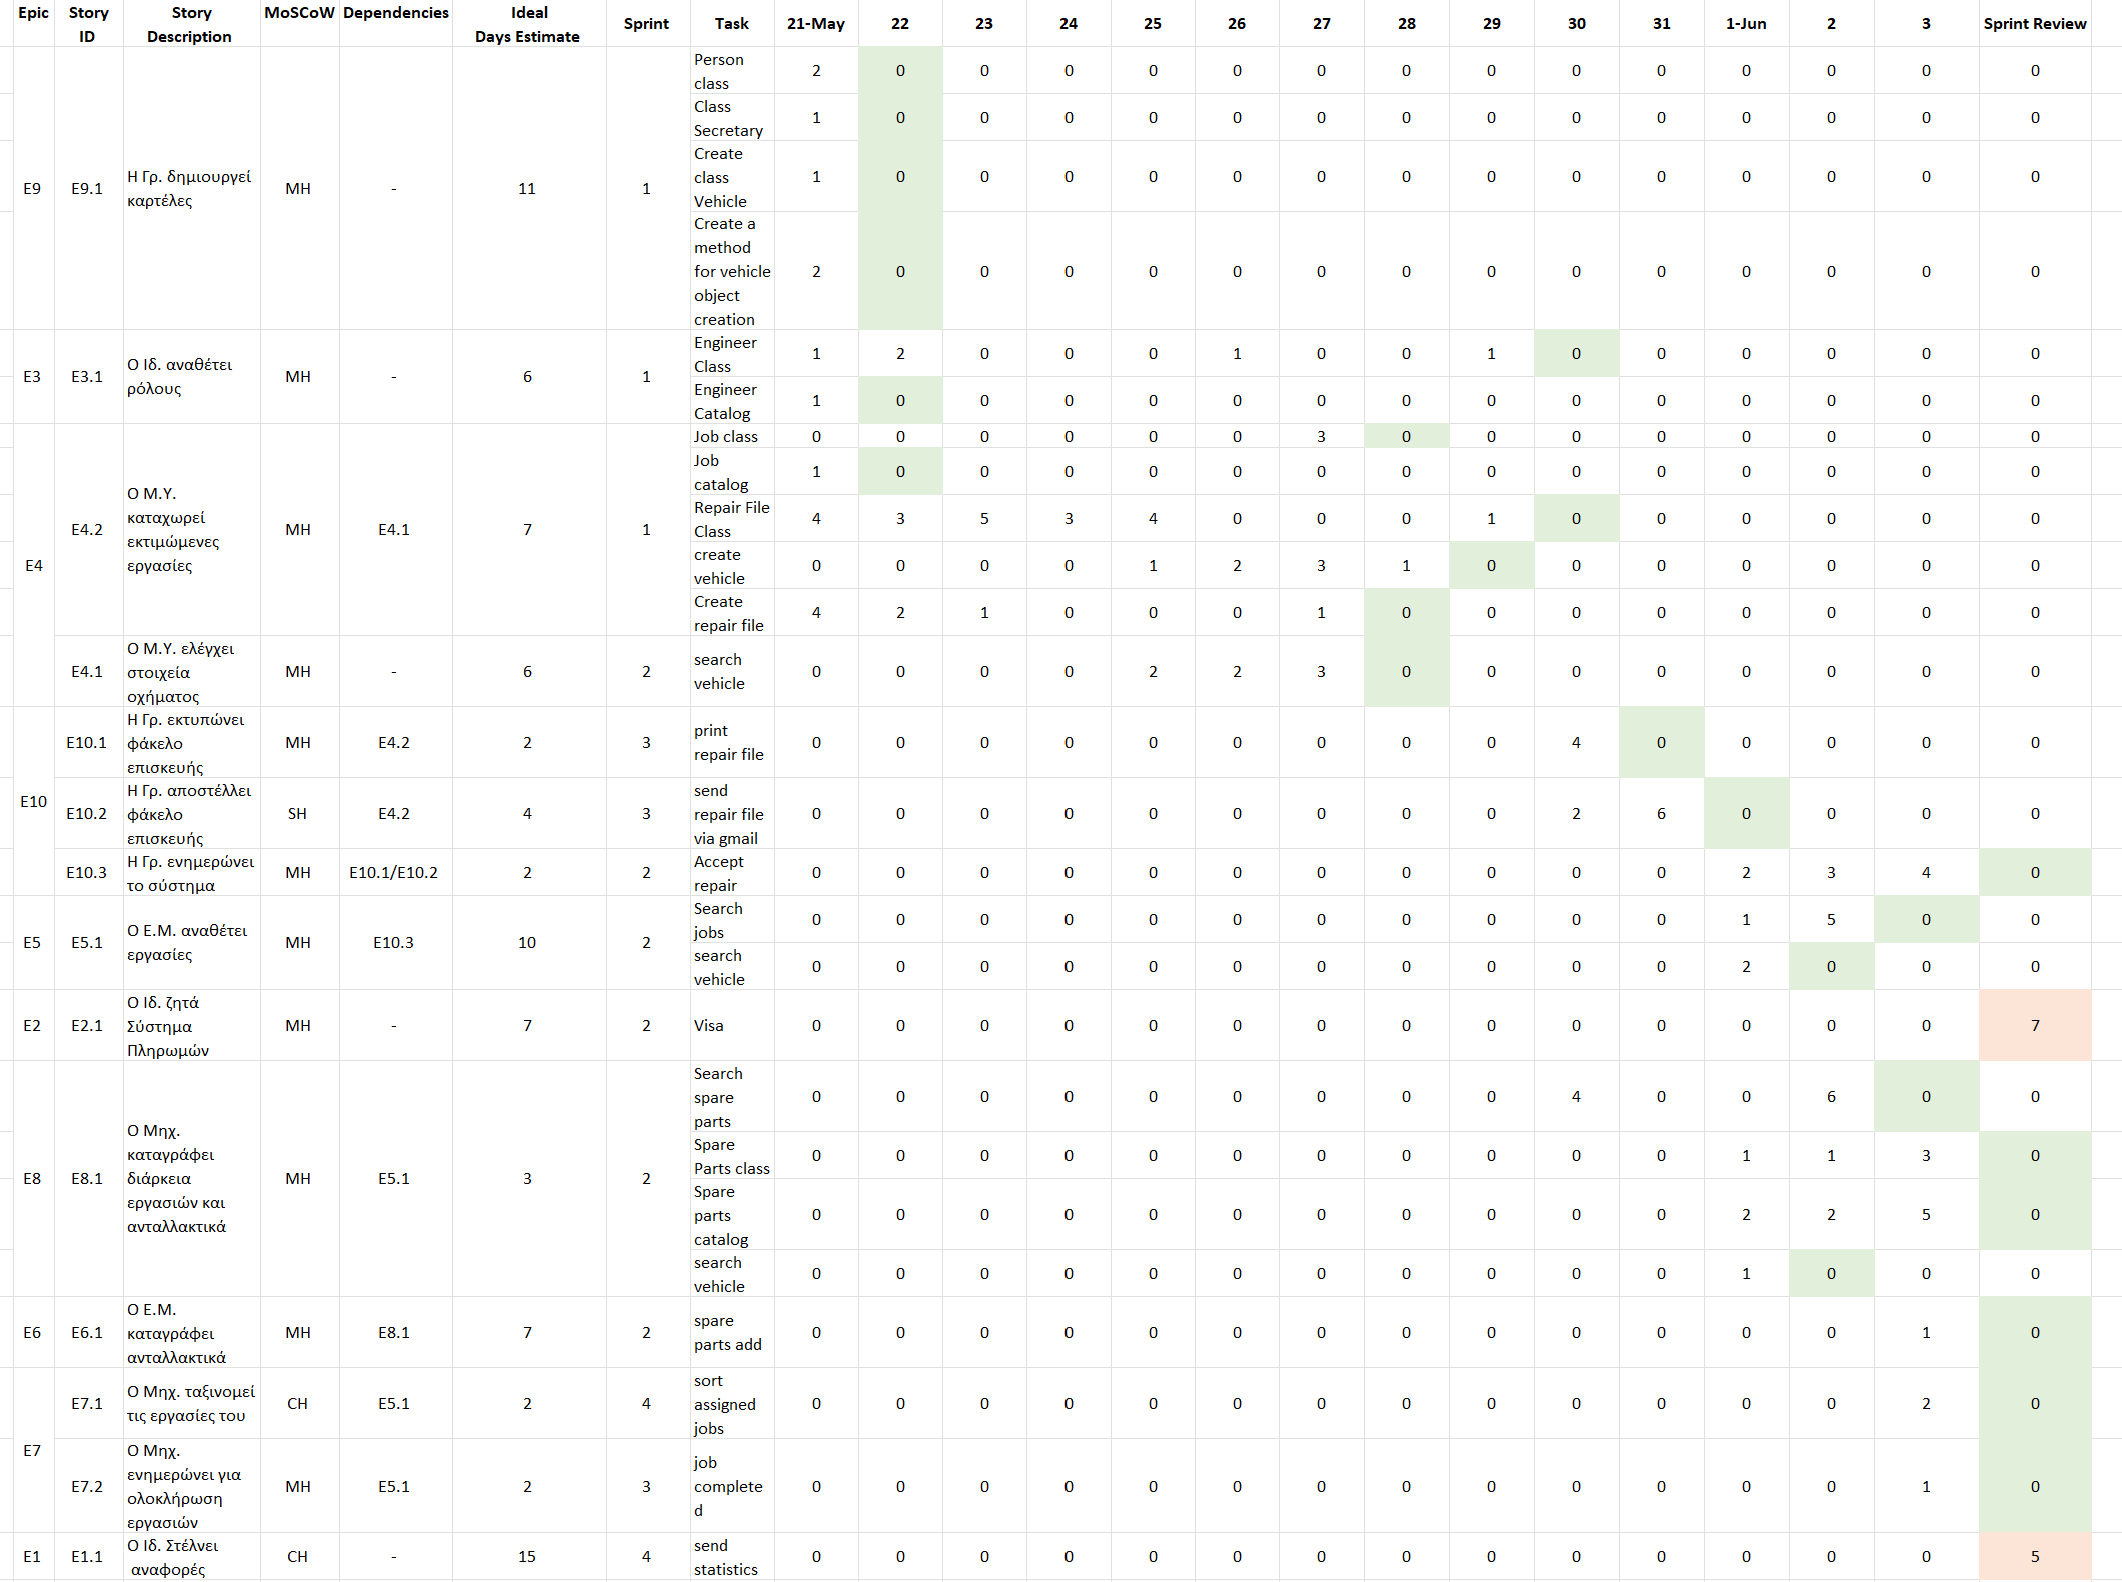 Epic Story ID Story Description MoSCoW Dependencies Ideal Days Estimate Sprint Task 21-May 22 23 24 25 26 27 28 29 30 31 1-Jun 2 3 Sprint Review
E9 E9.1 Η Γρ. δημιουργεί καρτέλες MH - 11 1 Person class 2 0 0 0 0 0 0 0 0 0 0 0 0 0 0
Class Secretary 1 0 0 0 0 0 0 0 0 0 0 0 0 0 0
Create class Vehicle 1 0 0 0 0 0 0 0 0 0 0 0 0 0 0
Create a method for vehicle object creation 2 0 0 0 0 0 0 0 0 0 0 0 0 0 0
E3 E3.1 Ο Ιδ. αναθέτει ρόλους MH - 6 1 Engineer Class 1 2 0 0 0 1 0 0 1 0 0 0 0 0 0
Engineer Catalog 1 0 0 0 0 0 0 0 0 0 0 0 0 0 0
E4 E4.2 Ο Μ.Υ. καταχωρεί εκτιμώμενες εργασίες MH E4.1 7 1 Job class 0 0 0 0 0 0 3 0 0 0 0 0 0 0 0
Job catalog 1 0 0 0 0 0 0 0 0 0 0 0 0 0 0
Repair File Class 4 3 5 3 4 0 0 0 1 0 0 0 0 0 0
create vehicle 0 0 0 0 1 2 3 1 0 0 0 0 0 0 0
Create repair file 4 2 1 0 0 0 1 0 0 0 0 0 0 0 0
E4.1 Ο Μ.Υ. ελέγχει στοιχεία οχήματος MH - 6 2 search vehicle 0 0 0 0 2 2 3 0 0 0 0 0 0 0 0
E10 E10.1 Η Γρ. εκτυπώνει φάκελο επισκευής MH E4.2 2 3 print repair file 0 0 0 0 0 0 0 0 0 4 0 0 0 0 0
E10.2 Η Γρ. αποστέλλει φάκελο επισκευής SH E4.2 4 3 send repair file via gmail 0 0 0 0 0 0 0 0 0 2 6 0 0 0 0
E10.3 Η Γρ. ενημερώνει το σύστημα MH E10.1/E10.2 2 2 Accept repair 0 0 0 0 0 0 0 0 0 0 0 2 3 4 0
E5 E5.1 Ο Ε.Μ. αναθέτει εργασίες MH E10.3 10 2 Search jobs 0 0 0 0 0 0 0 0 0 0 0 1 5 0 0
search vehicle 0 0 0 0 0 0 0 0 0 0 0 2 0 0 0
E2 E2.1 Ο Ιδ. ζητά Σύστημα Πληρωμών MH - 7 2 Visa 0 0 0 0 0 0 0 0 0 0 0 0 0 0 7
E8 E8.1 Ο Μηχ. καταγράφει διάρκεια εργασιών και ανταλλακτικά MH E5.1 3 2 Search spare parts 0 0 0 0 0 0 0 0 0 4 0 0 6 0 0
Spare Parts class 0 0 0 0 0 0 0 0 0 0 0 1 1 3 0
Spare parts catalog 0 0 0 0 0 0 0 0 0 0 0 2 2 5 0
search vehicle 0 0 0 0 0 0 0 0 0 0 0 1 0 0 0
E6 E6.1 Ο Ε.Μ. καταγράφει ανταλλακτικά MH E8.1 7 2 spare parts add 0 0 0 0 0 0 0 0 0 0 0 0 0 1 0
E7 E7.1 Ο Μηχ. ταξινομεί τις εργασίες του CH E5.1 2 4 sort assigned jobs 0 0 0 0 0 0 0 0 0 0 0 0 0 2 0
E7.2 Ο Μηχ. ενημερώνει για ολοκλήρωση εργασιών MH E5.1 2 3 job completed 0 0 0 0 0 0 0 0 0 0 0 0 0 1 0
E1 E1.1 Ο Ιδ. Στέλνει αναφορές CH - 15 4 send statistics 0 0 0 0 0 0 0 0 0 0 0 0 0 0 5